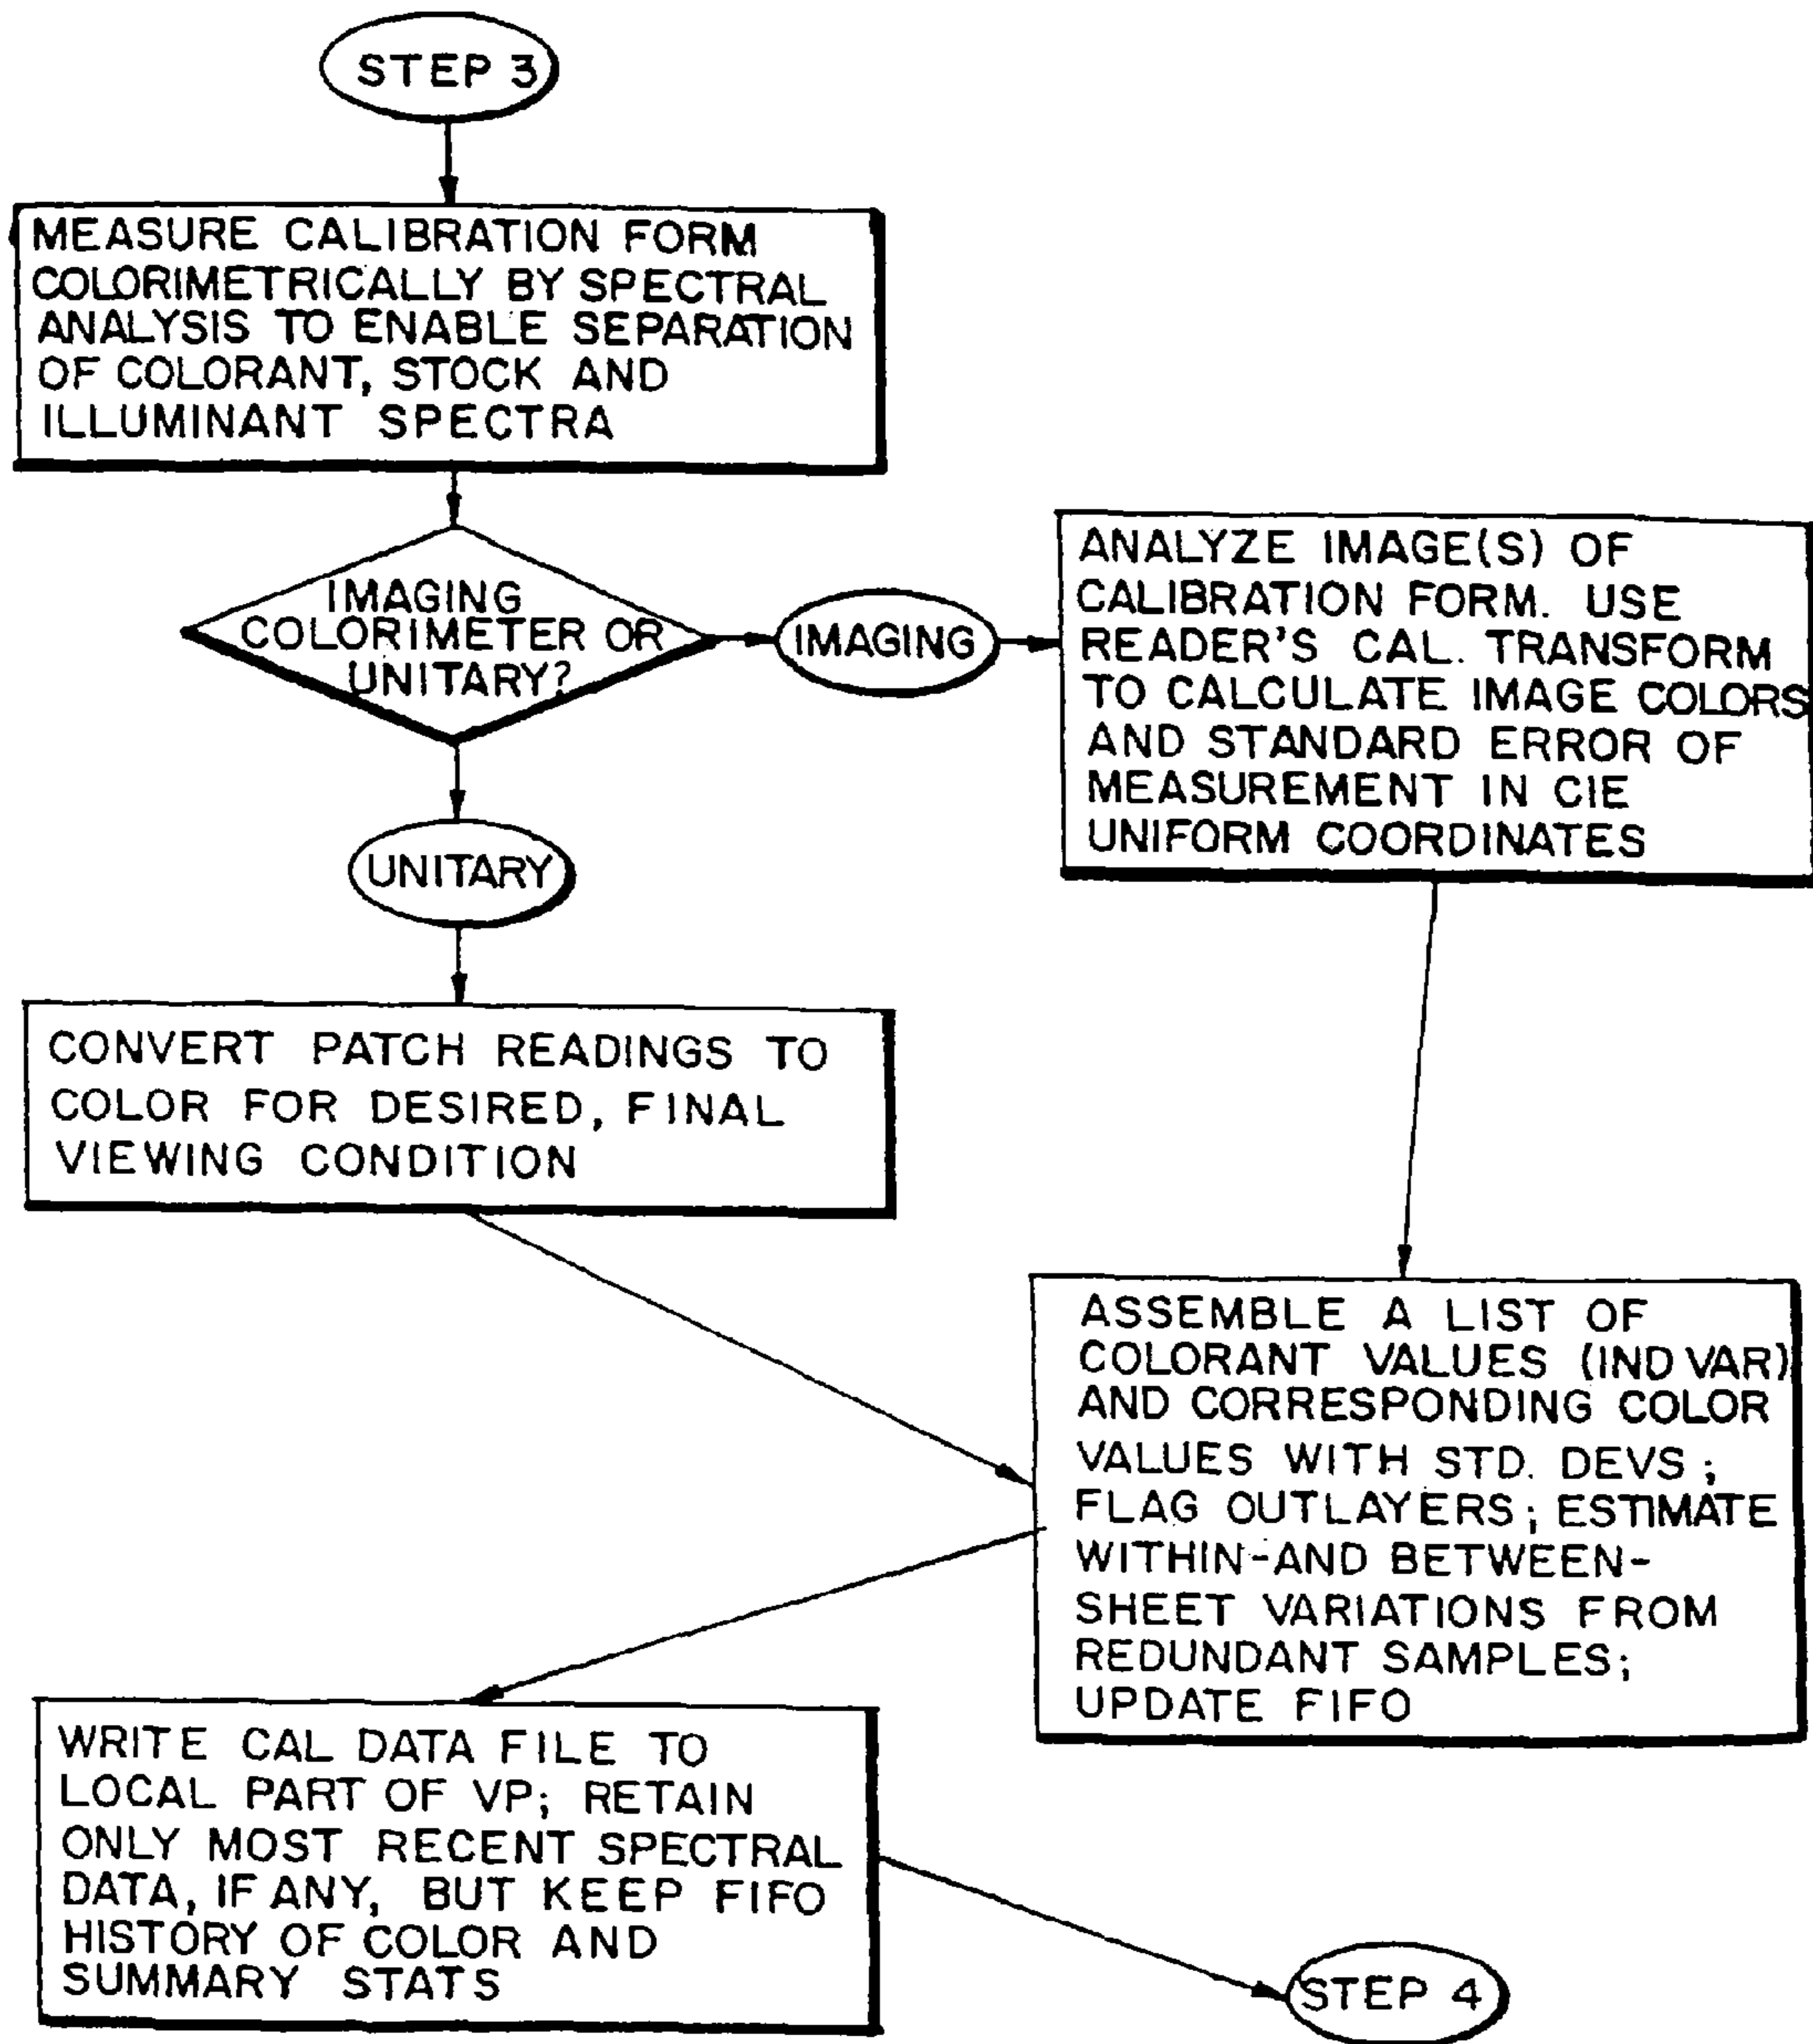 STEP 3
MEASURE CALIBRATION FORM
COLORIMETRICALLY BY SPECTRAL
ANALYSIS TO ENABLE SEPARATION
OF COLORANT, STOCK AND
ILLUMINANT SPECTRA
IMAGING
COLORIMETER OR
UNITARY?
IMAGING
ANALYZE IMAGE(S) OF
CALIBRATION FORM. USE
READER'S CAL. TRANSFORM
TO CALCULATE IMAGE COLORS
AND STANDARD ERROR OF
MEASUREMENT IN CIE
UNIFORM COORDINATES
UNITARY
CONVERT PATCH READINGS TO
COLOR FOR DESIRED, FINAL
VIEWING CONDITION
ASSEMBLE A LIST OF
COLORANT VALUES (IND VAR)
AND CORRESPONDING COLOR
VALUES WITH STD. DEVS;
FLAG OUTLAYERS; ESTIMATE
WITHIN-AND BETWEEN-
SHEET VARIATIONS FROM
REDUNDANT SAMPLES;
UPDATE FIFO
WRITE CAL DATA FILE TO
LOCAL PART OF VP; RETAIN
ONLY MOST RECENT SPECTRAL
DATA, IF ANY, BUT KEEP FIFO
HISTORY OF COLOR AND
SUMMARY STATS
STEP 4